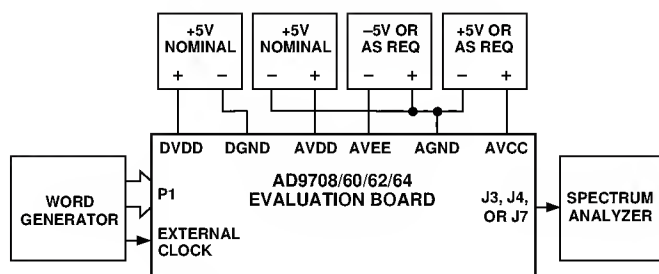 +5V NOMINAL
+ −
+5V NOMINAL
− +
−5V OR AS REQ
− +
+5V OR AS REQ
− +
DVDD DGND AVDD AVEE AGND AVCC
WORD GENERATOR
P1
EXTERNAL CLOCK
AD9708/60/62/64
EVALUATION BOARD
J3, J4,
OR J7
SPECTRUM
ANALYZER